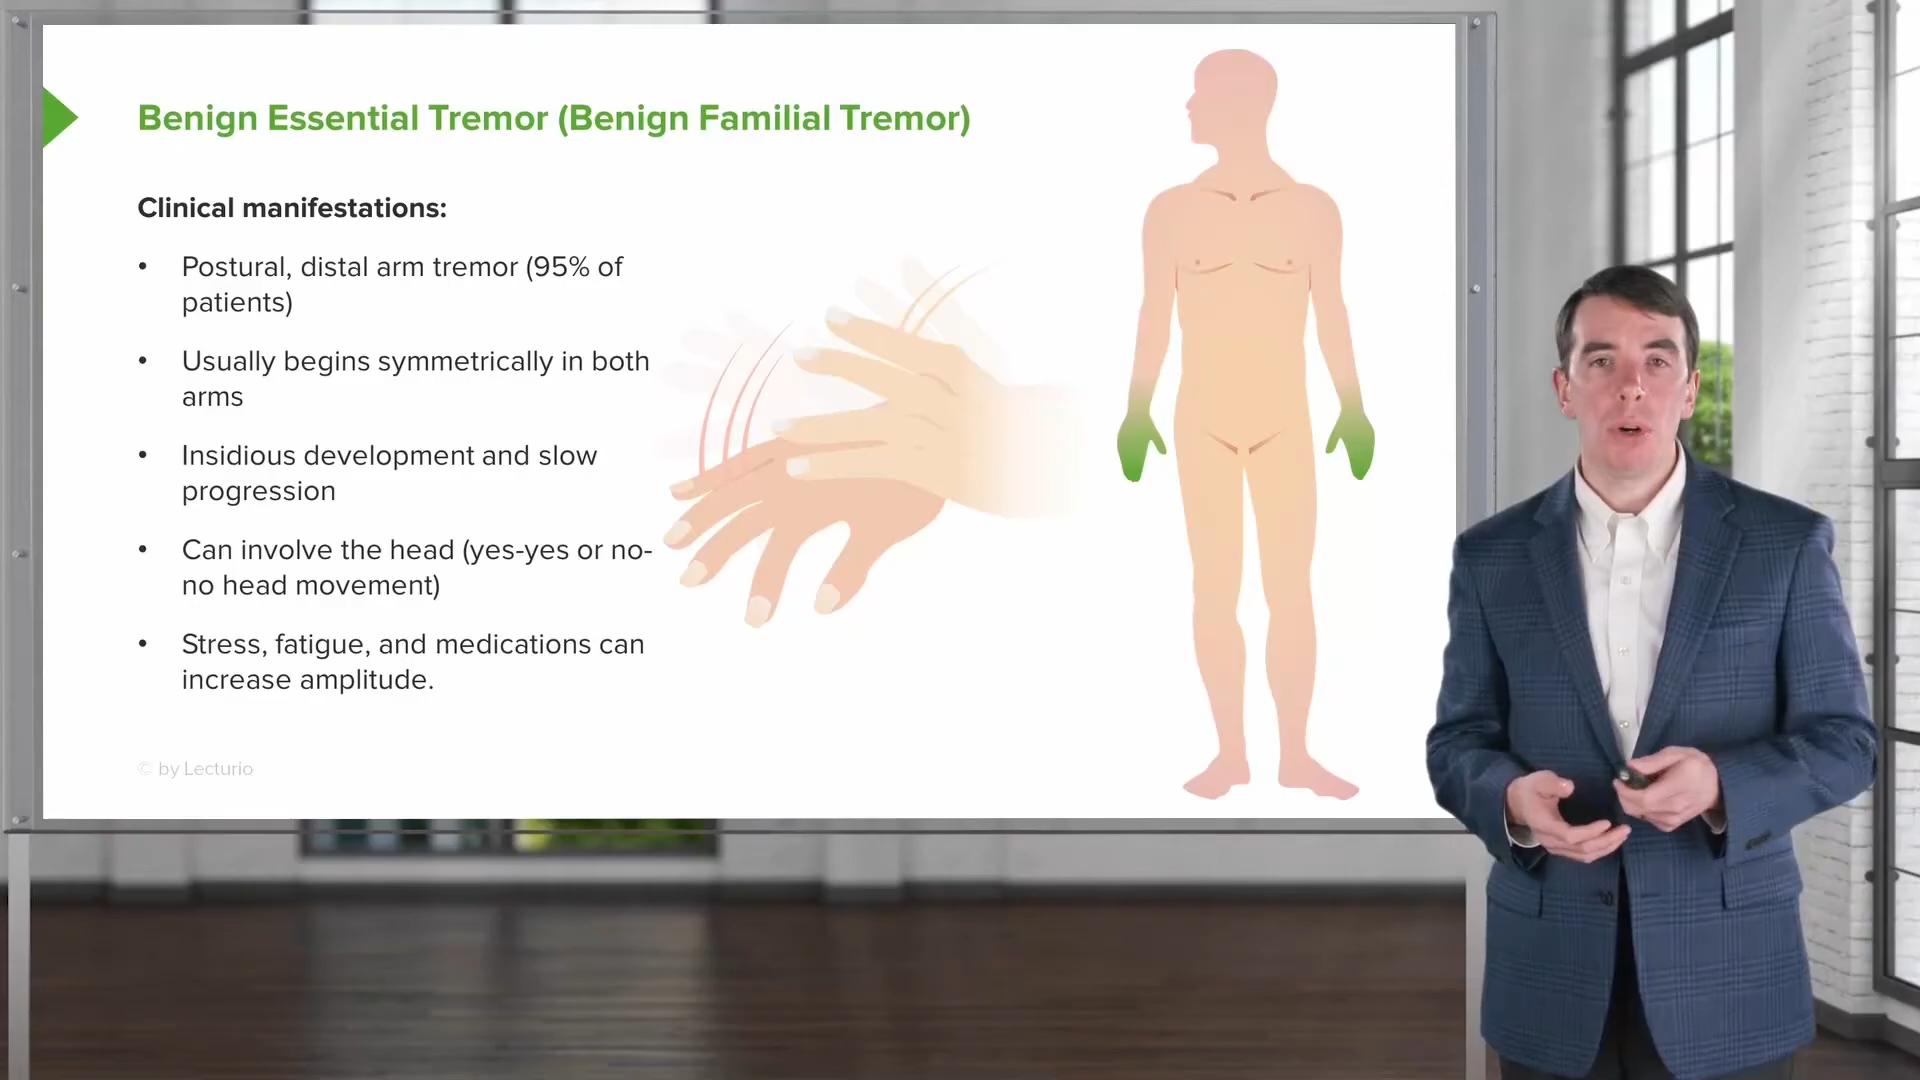 Benign Essential Tremor (Benign Familial Tremor)
Clinical manifestations:
• Postural, distal arm tremor (95% of
patients)
• Usually begins symmetrically in both
arms
• Insidious development and slow
progression
• Can involve the head (yes-yes or no-
no head movement)
• Stress, fatigue, and medications can
increase amplitude.
© by Lecturio